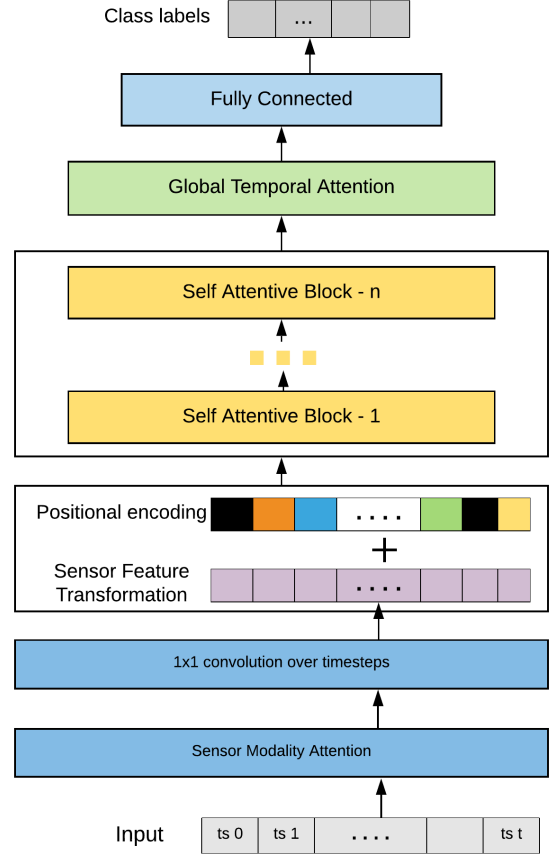 Class labels
...
Fully Connected
Global Temporal Attention
Self Attentive Block - n
Self Attentive Block - 1
Positional encoding
. . . .
+
Sensor Feature
Transformation
. . . .
1x1 convolution over timesteps
Sensor Modality Attention
Input ts 0 ts 1 . . . . ts t